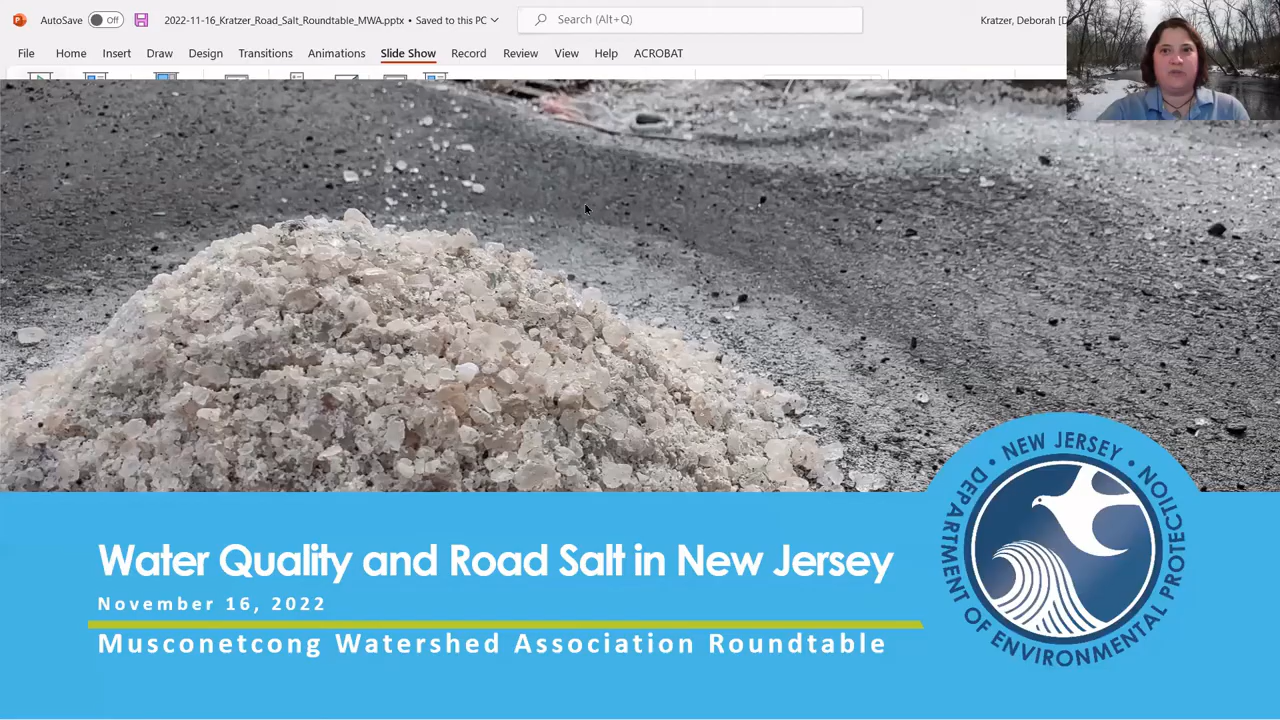 AutoSave Off 2022-11-16_Kratzer_Road_Salt_Roundtable_MWA.pptx • Saved to this PC Search (Alt+Q) Kratzer, Deborah
File Home Insert Draw Design Transitions Animations Slide Show Record Review View Help ACROBAT
Water Quality and Road Salt in New Jersey
November 16, 2022
Musconetcong Watershed Association Roundtable
• NEW JERSEY •
DEPARTMENT OF ENVIRONMENTAL PROTECTION